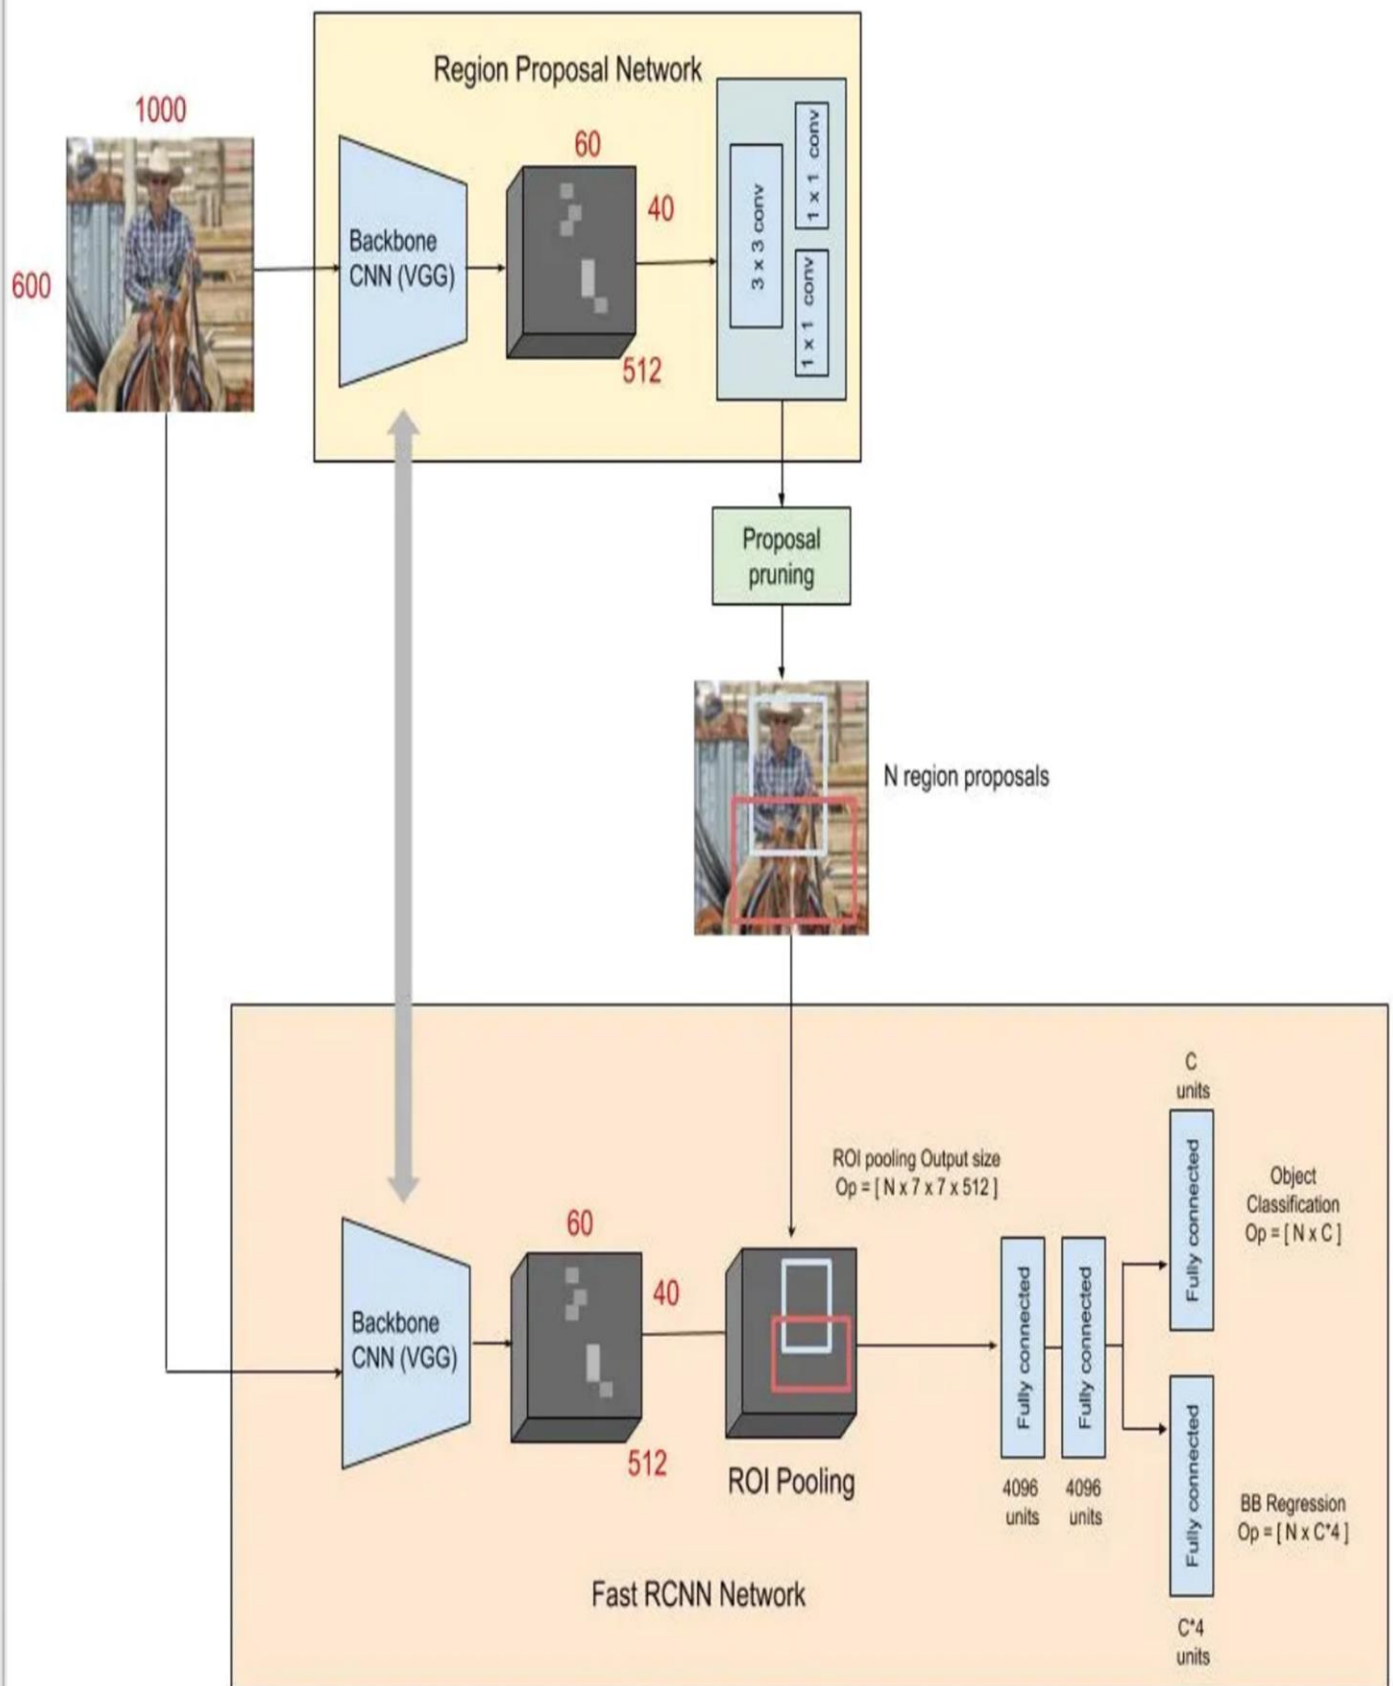 Region Proposal Network
1000
600
Backbone
CNN (VGG)
60
40
512
3 x 3 conv
1 x 1 conv
1 x 1 conv
Proposal
pruning
N region proposals
C
units
ROI pooling Output size
Op = [ N x 7 x 7 x 512 ]
Fully connected
Object
Classification
Op = [ N x C ]
60
40
512
Backbone
CNN (VGG)
ROI Pooling
Fully connected
Fully connected
4096
units
4096
units
Fully connected
BB Regression
Op = [ N x C*4 ]
C*4
units
Fast RCNN Network